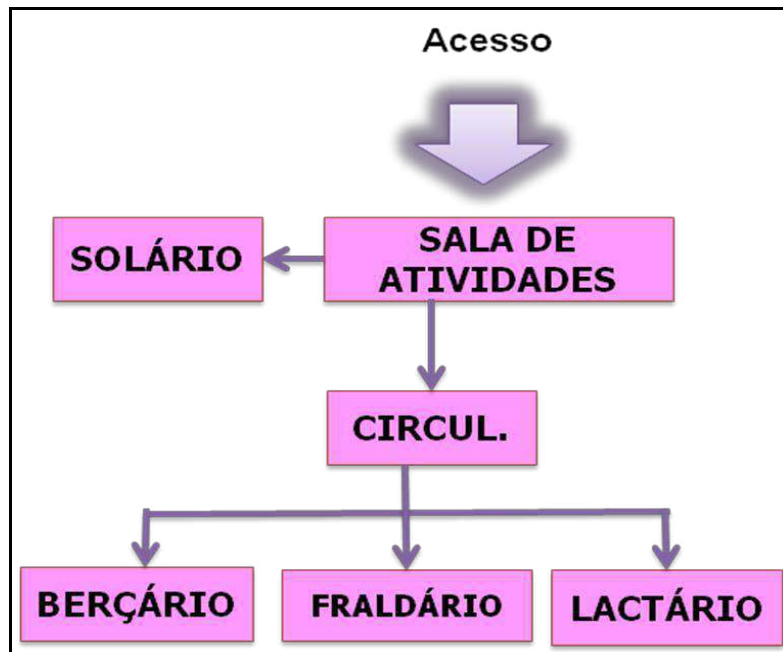 Acesso
SOLÁRIO
SALA DE
ATIVIDADES
CIRCUL.
BERÇÁRIO
FRALDÁRIO
LACTÁRIO